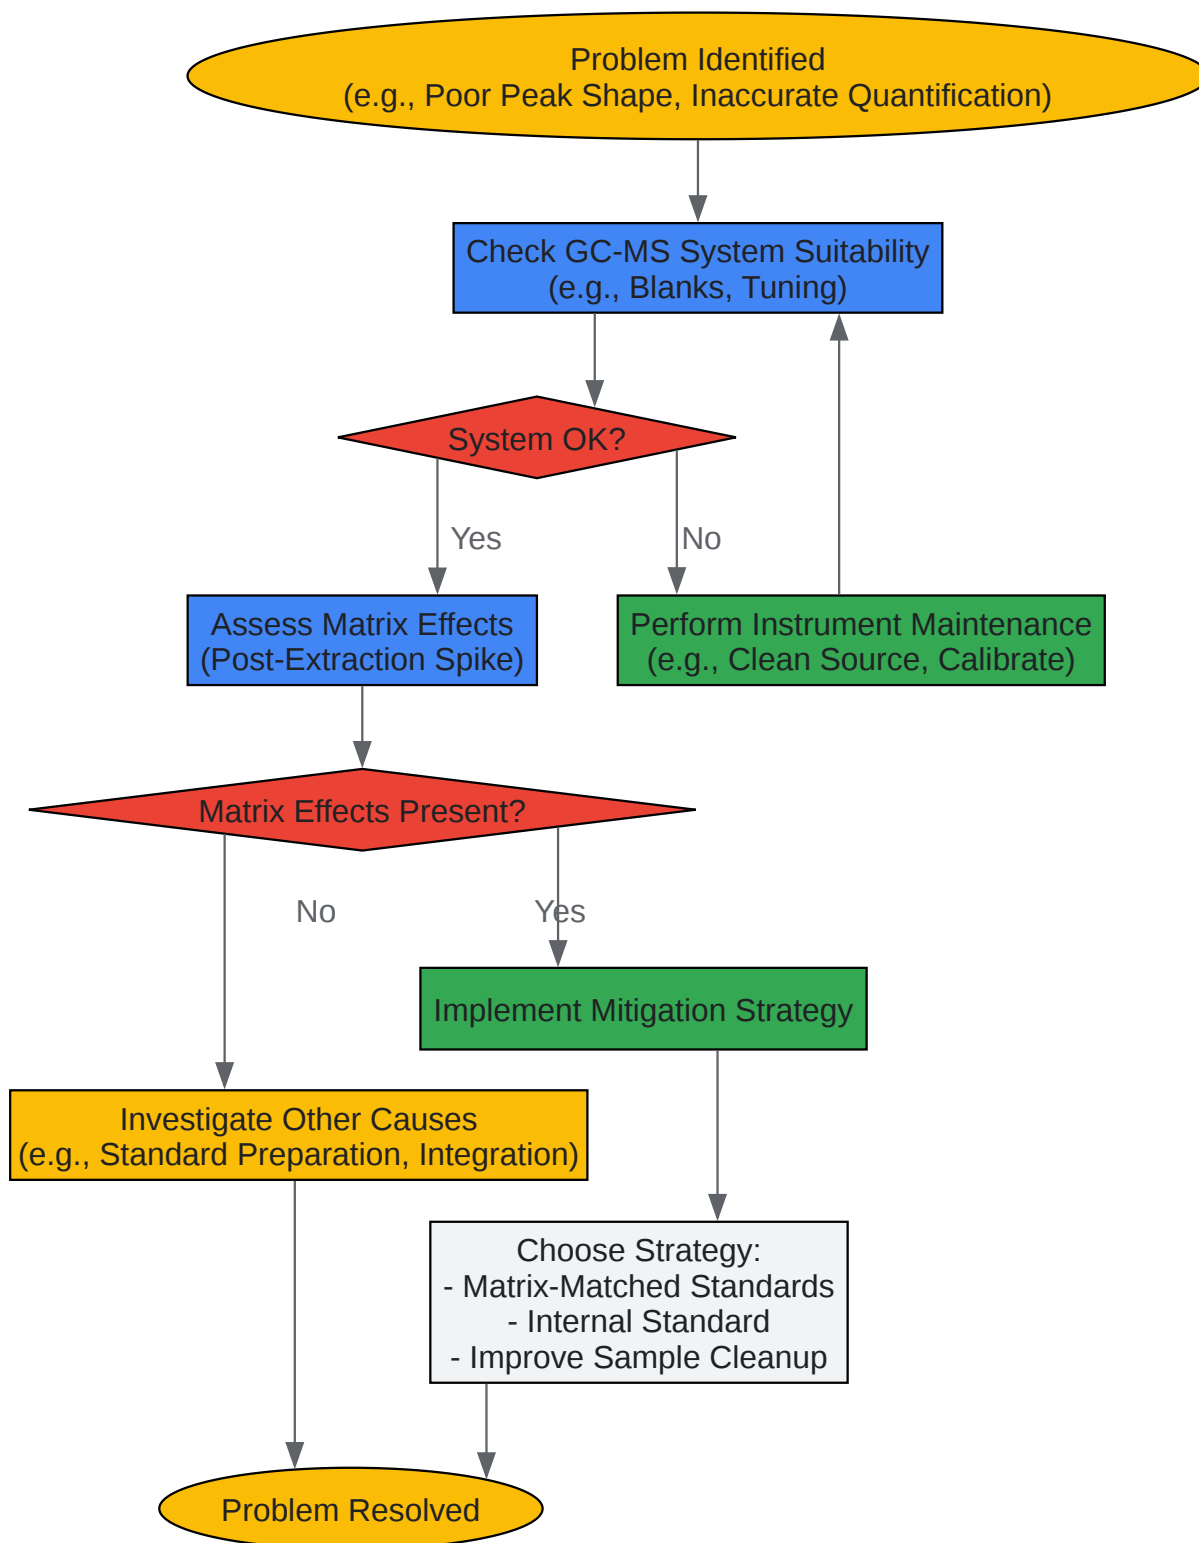 Problem Identified
(e.g., Poor Peak Shape, Inaccurate Quantification)
Check GC-MS System Suitability
(e.g., Blanks, Tuning)
System OK?
Yes
No
Assess Matrix Effects
(Post-Extraction Spike)
Perform Instrument Maintenance
(e.g., Clean Source, Calibrate)
Matrix Effects Present?
No
Yes
Implement Mitigation Strategy
Investigate Other Causes
(e.g., Standard Preparation, Integration)
Choose Strategy:
- Matrix-Matched Standards
- Internal Standard
- Improve Sample Cleanup
Problem Resolved